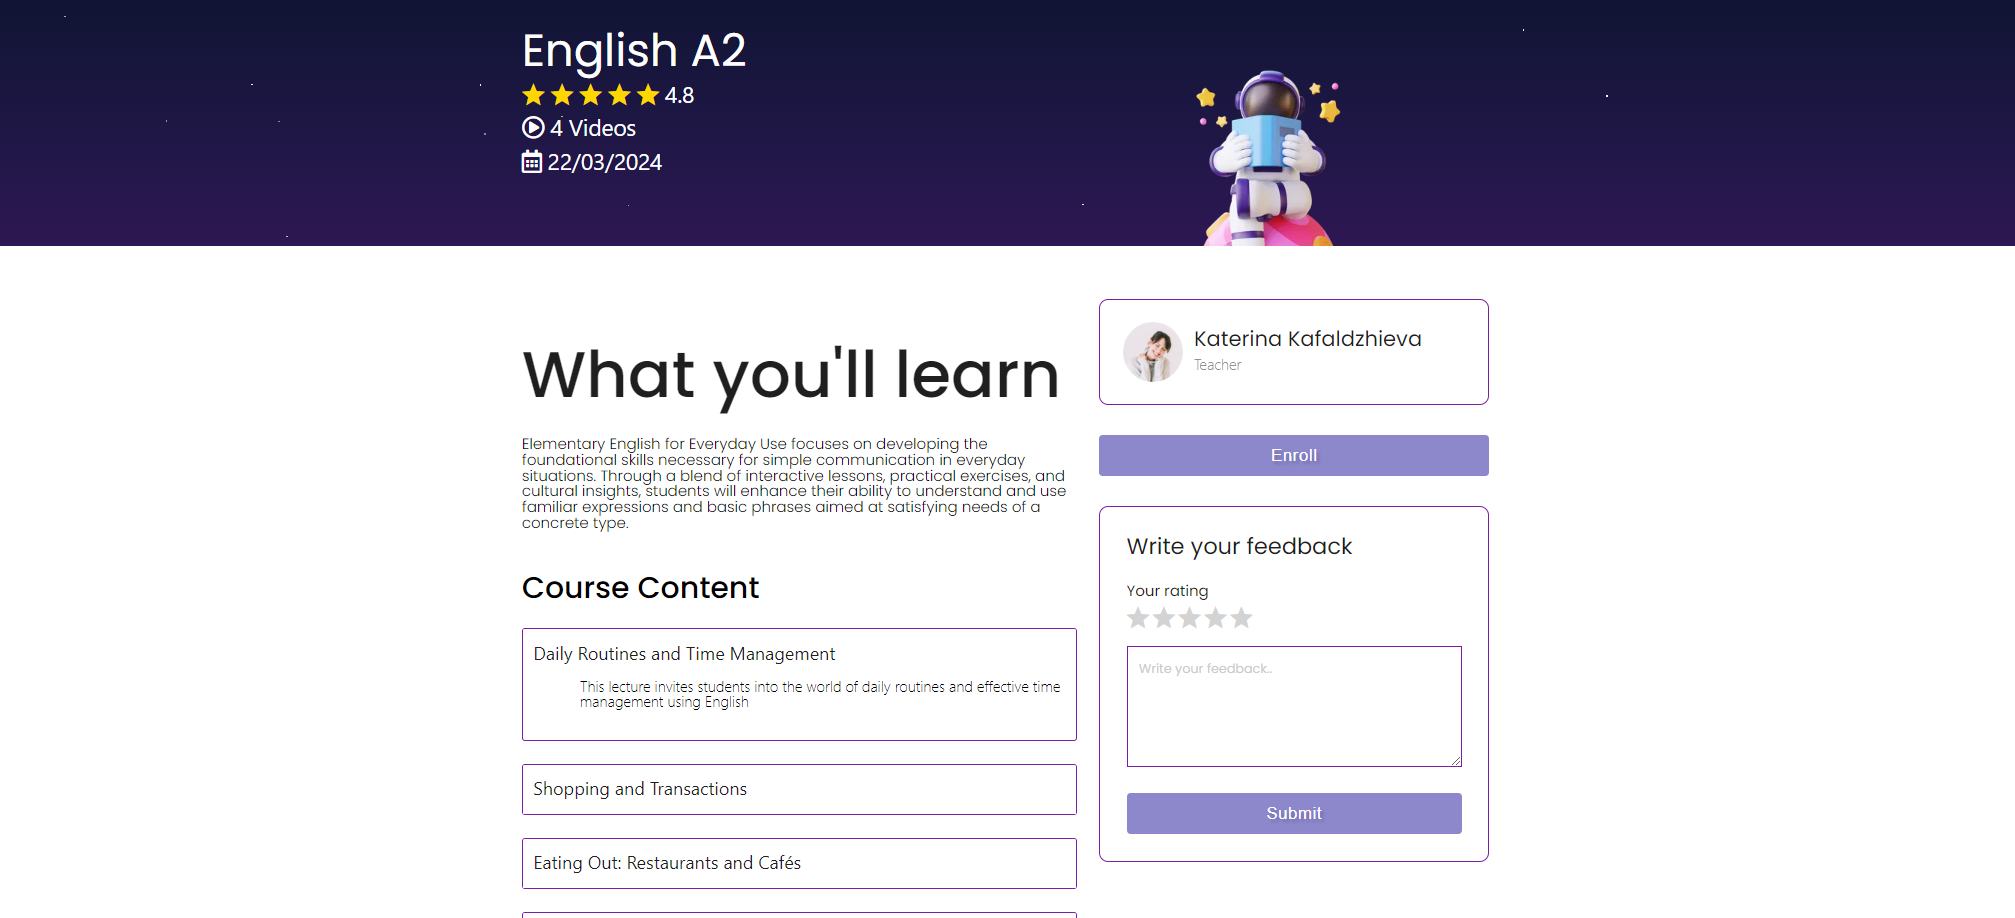 English A2
4.8
4 Videos
22/03/2024
What you'll learn
Elementary English for Everyday Use focuses on developing the
foundational skills necessary for simple communication in everyday
situations. Through a blend of interactive lessons, practical exercises, and
cultural insights, students will enhance their ability to understand and use
familiar expressions and basic phrases aimed at satisfying needs of a
concrete type.
Course Content
Daily Routines and Time Management
This lecture invites students into the world of daily routines and effective time
management using English
Shopping and Transactions
Eating Out: Restaurants and Cafés
Katerina Kafaldzhieva
Teacher
Enroll
Write your feedback
Your rating
Write your feedback..
Submit